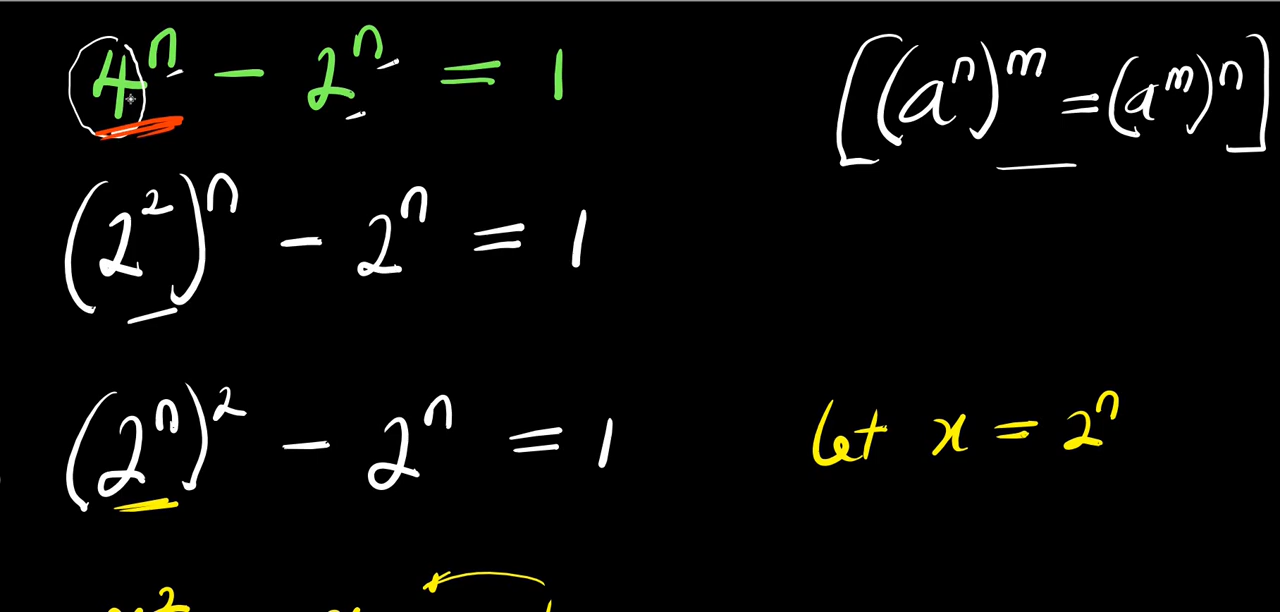 4ⁿ - 2ⁿ = 1
[(aⁿ)ᵐ = (aᵐ)ⁿ]
(2²)ⁿ - 2ⁿ = 1
(2ⁿ)² - 2ⁿ = 1
let x = 2ⁿ